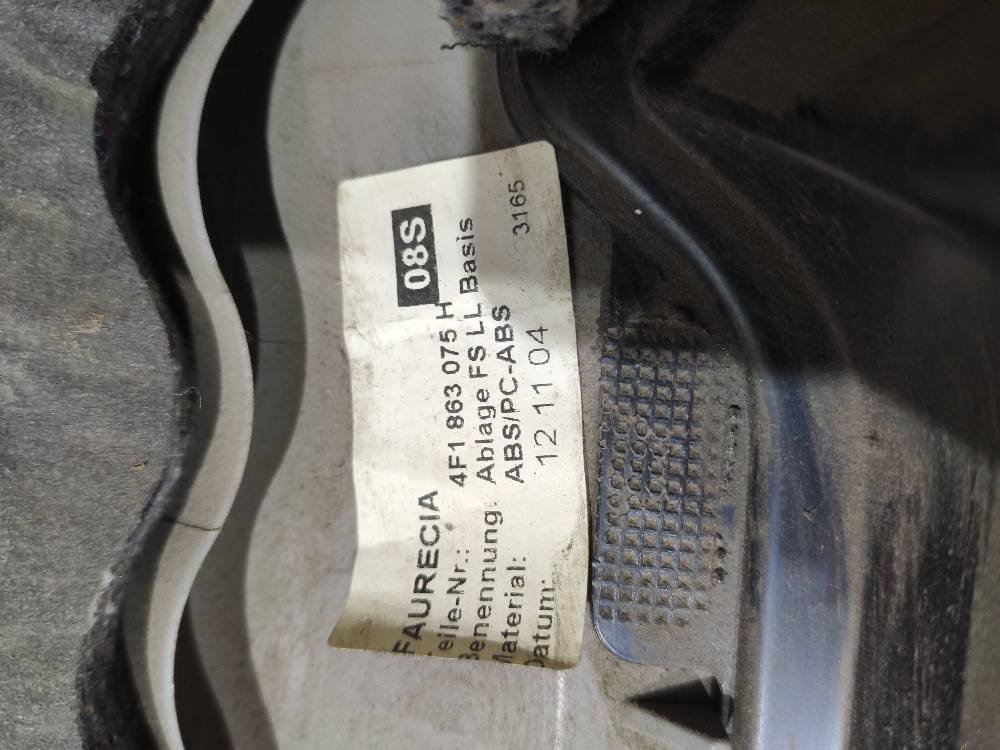 08S
FAURECIA
Teile-Nr.: 4F1 863 075 H
Benennung: Ablage FS LL Basis
Material: ABS/PC-ABS
Datum: 12 11 04 3165